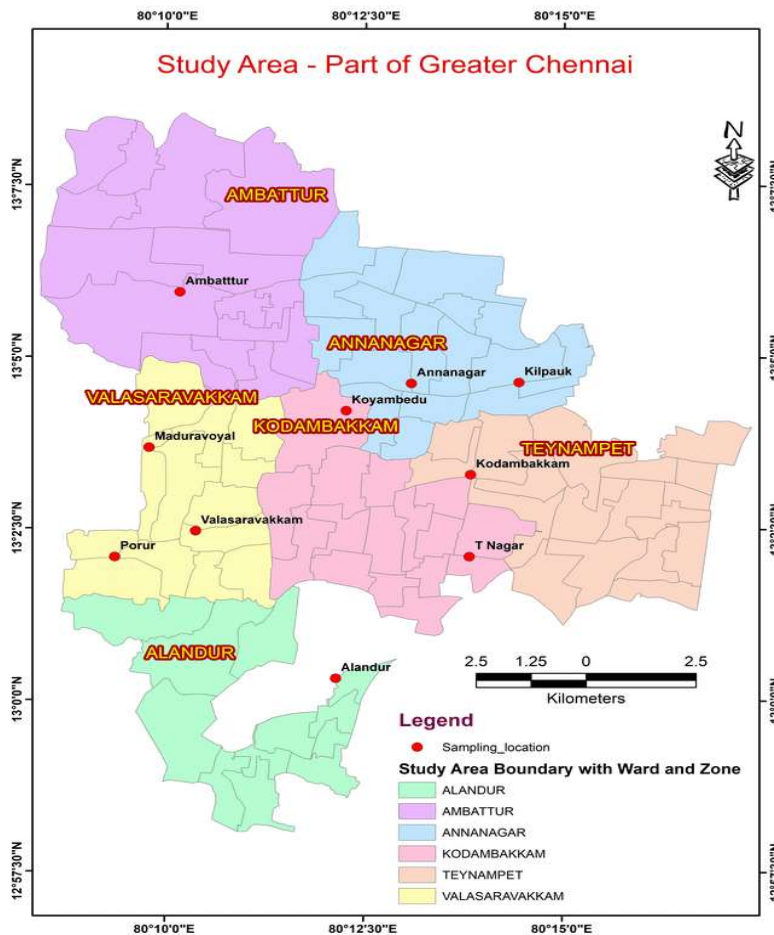 80°10'0"E 80°12'30"E 80°15'0"E
Study Area - Part of Greater Chennai
N
13°7'30"N
AMBATTUR
Ambatttur
13°5'0"N
13°5'0"N
ANNANAGAR
Annanagar
Kilpauk
VALASARAVAKKAM
Koyambedu
KODAMBAKKAM
TEYNAMPET
Maduravoyal
Kodambakkam
13°2'30"N
Valasaravakkam
Porur
T Nagar
ALANDUR
Alandur
2.5 1.25 0 2.5
Kilometers
13°0'0"N
Legend
Sampling_location
Study Area Boundary with Ward and Zone
ALANDUR
AMBATTUR
ANNANAGAR
KODAMBAKKAM
TEYNAMPET
VALASARAVAKKAM
12°57'30"N
80°10'0"E 80°12'30"E 80°15'0"E